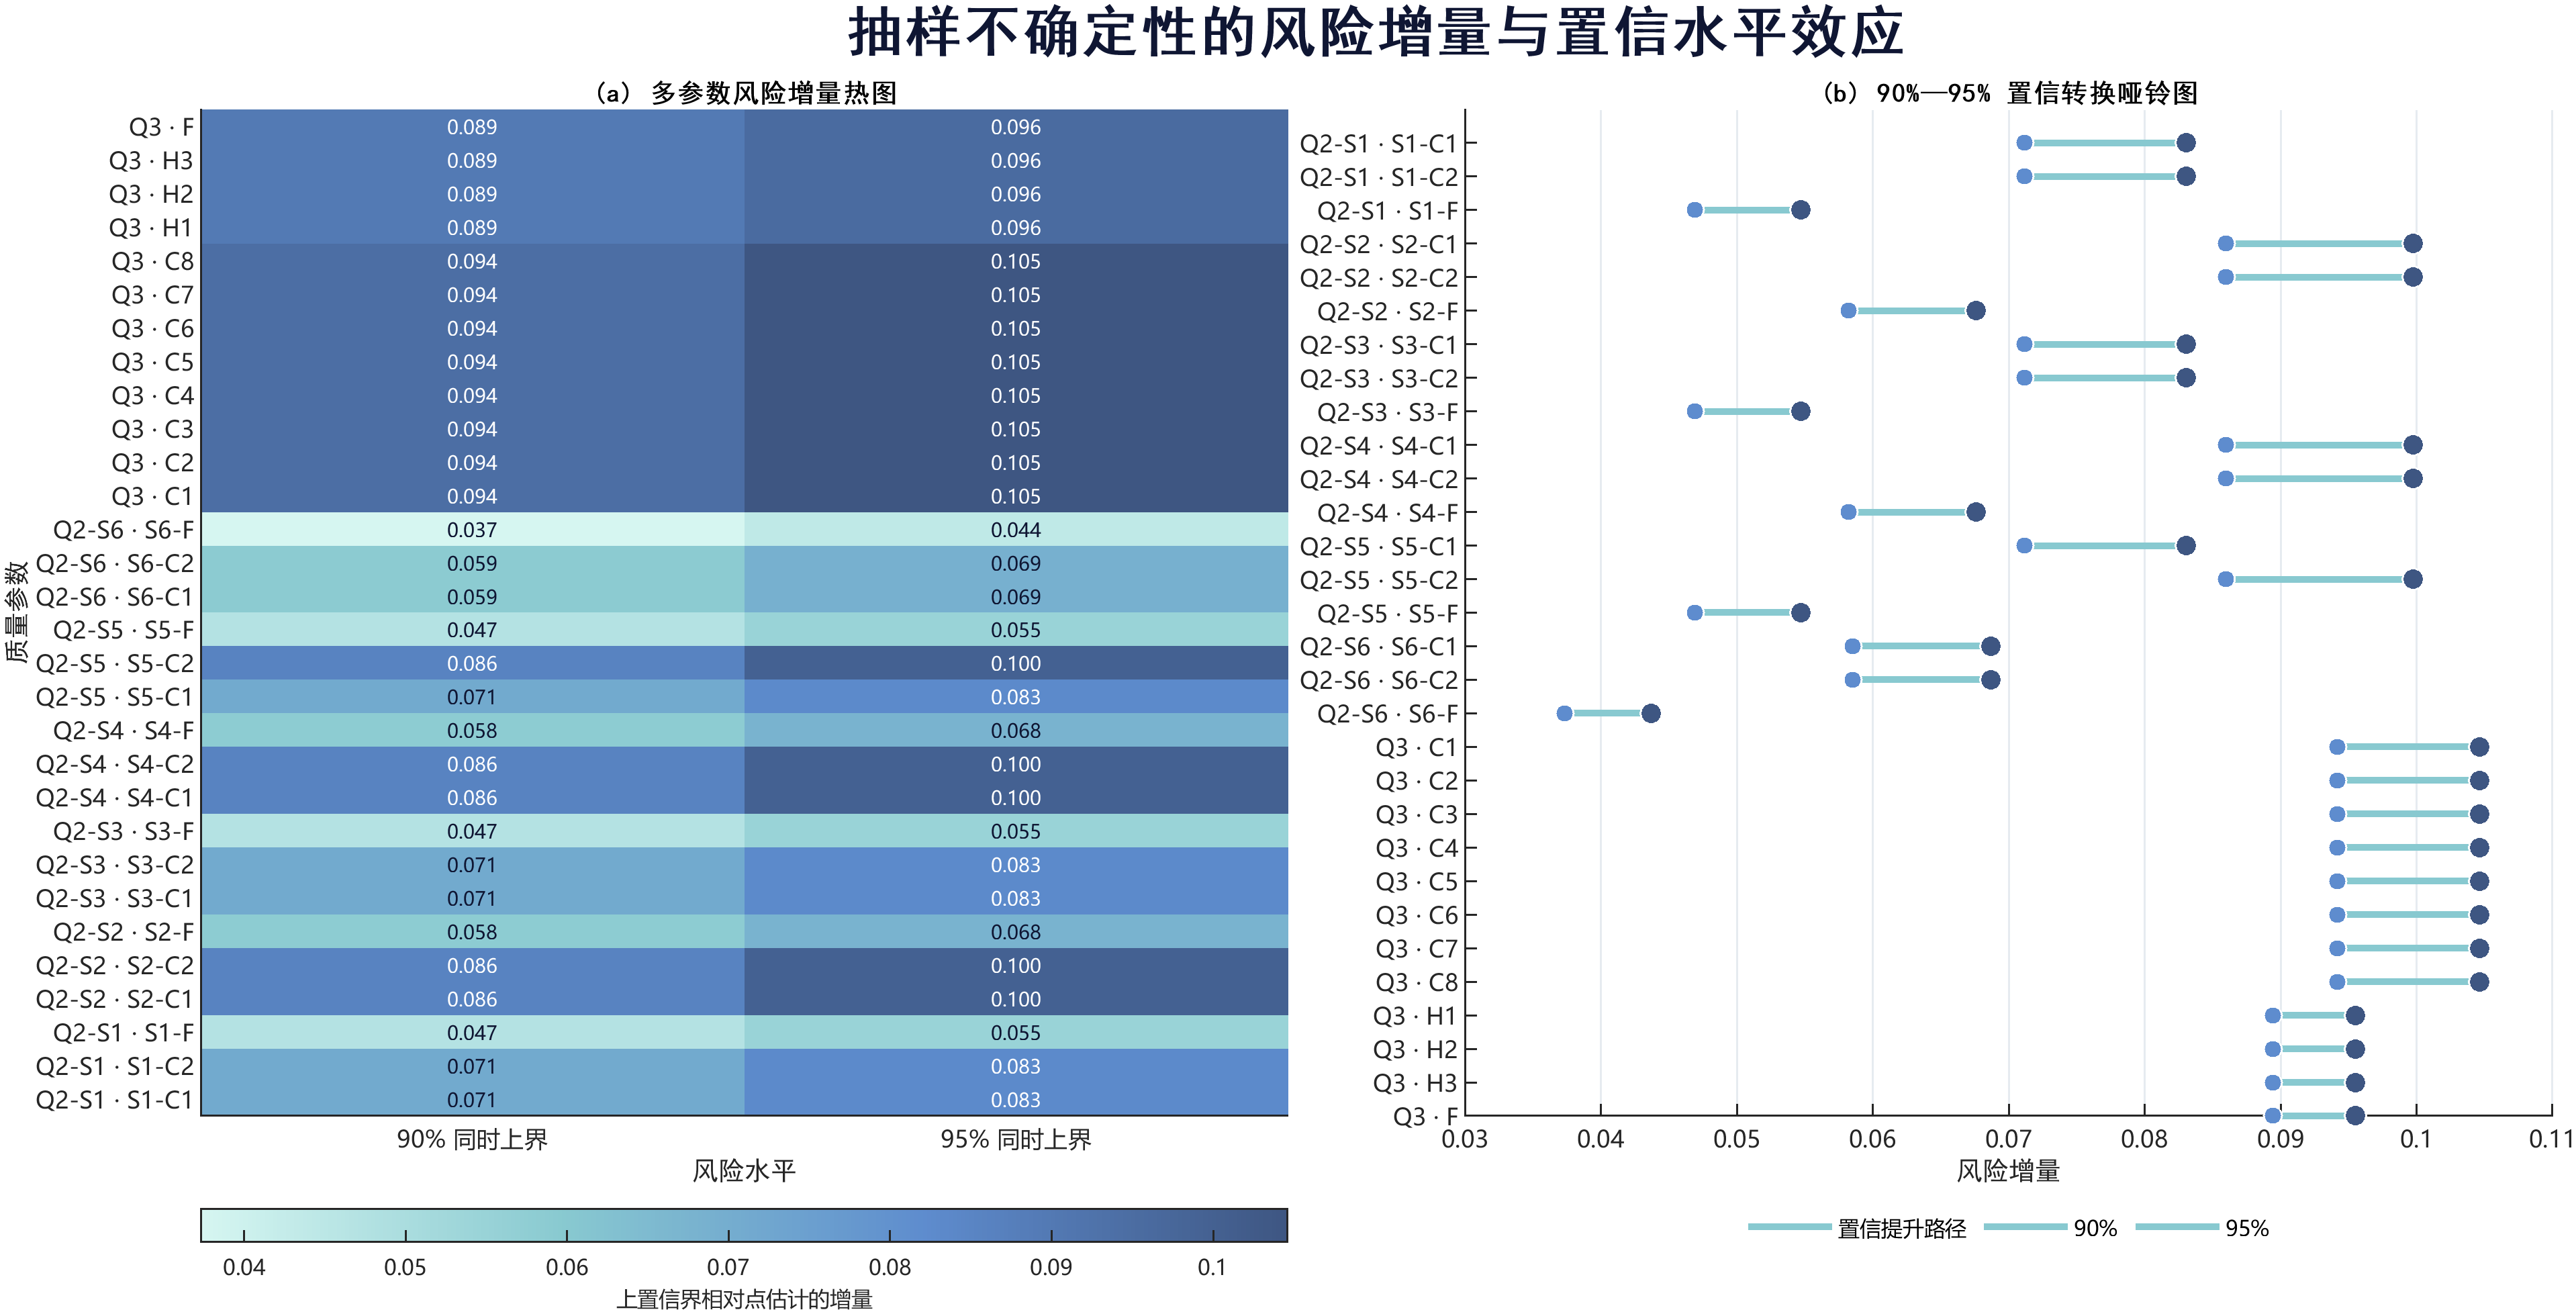 抽样不确定性的风险增量与置信水平效应
(a) 多参数风险增量热图
质量参数
Q3 · F 0.089 0.096
Q3 · H3 0.089 0.096
Q3 · H2 0.089 0.096
Q3 · H1 0.089 0.096
Q3 · C8 0.094 0.105
Q3 · C7 0.094 0.105
Q3 · C6 0.094 0.105
Q3 · C5 0.094 0.105
Q3 · C4 0.094 0.105
Q3 · C3 0.094 0.105
Q3 · C2 0.094 0.105
Q3 · C1 0.094 0.105
Q2-S6 · S6-F 0.037 0.044
Q2-S6 · S6-C2 0.059 0.069
Q2-S6 · S6-C1 0.059 0.069
Q2-S5 · S5-F 0.047 0.055
Q2-S5 · S5-C2 0.086 0.100
Q2-S5 · S5-C1 0.071 0.083
Q2-S4 · S4-F 0.058 0.068
Q2-S4 · S4-C2 0.086 0.100
Q2-S4 · S4-C1 0.086 0.100
Q2-S3 · S3-F 0.047 0.055
Q2-S3 · S3-C2 0.071 0.083
Q2-S3 · S3-C1 0.071 0.083
Q2-S2 · S2-F 0.058 0.068
Q2-S2 · S2-C2 0.086 0.100
Q2-S2 · S2-C1 0.086 0.100
Q2-S1 · S1-F 0.047 0.055
Q2-S1 · S1-C2 0.071 0.083
Q2-S1 · S1-C1 0.071 0.083
90% 同时上界 95% 同时上界
风险水平
0.04 0.05 0.06 0.07 0.08 0.09 0.1
上置信界相对点估计的增量
(b) 90%—95% 置信转换哑铃图
Q2-S1 · S1-C1
Q2-S1 · S1-C2
Q2-S1 · S1-F
Q2-S2 · S2-C1
Q2-S2 · S2-C2
Q2-S2 · S2-F
Q2-S3 · S3-C1
Q2-S3 · S3-C2
Q2-S3 · S3-F
Q2-S4 · S4-C1
Q2-S4 · S4-C2
Q2-S4 · S4-F
Q2-S5 · S5-C1
Q2-S5 · S5-C2
Q2-S5 · S5-F
Q2-S6 · S6-C1
Q2-S6 · S6-C2
Q2-S6 · S6-F
Q3 · C1
Q3 · C2
Q3 · C3
Q3 · C4
Q3 · C5
Q3 · C6
Q3 · C7
Q3 · C8
Q3 · H1
Q3 · H2
Q3 · H3
Q3 · F
0.03 0.04 0.05 0.06 0.07 0.08 0.09 0.1 0.11
风险增量
置信提升路径 90% 95%